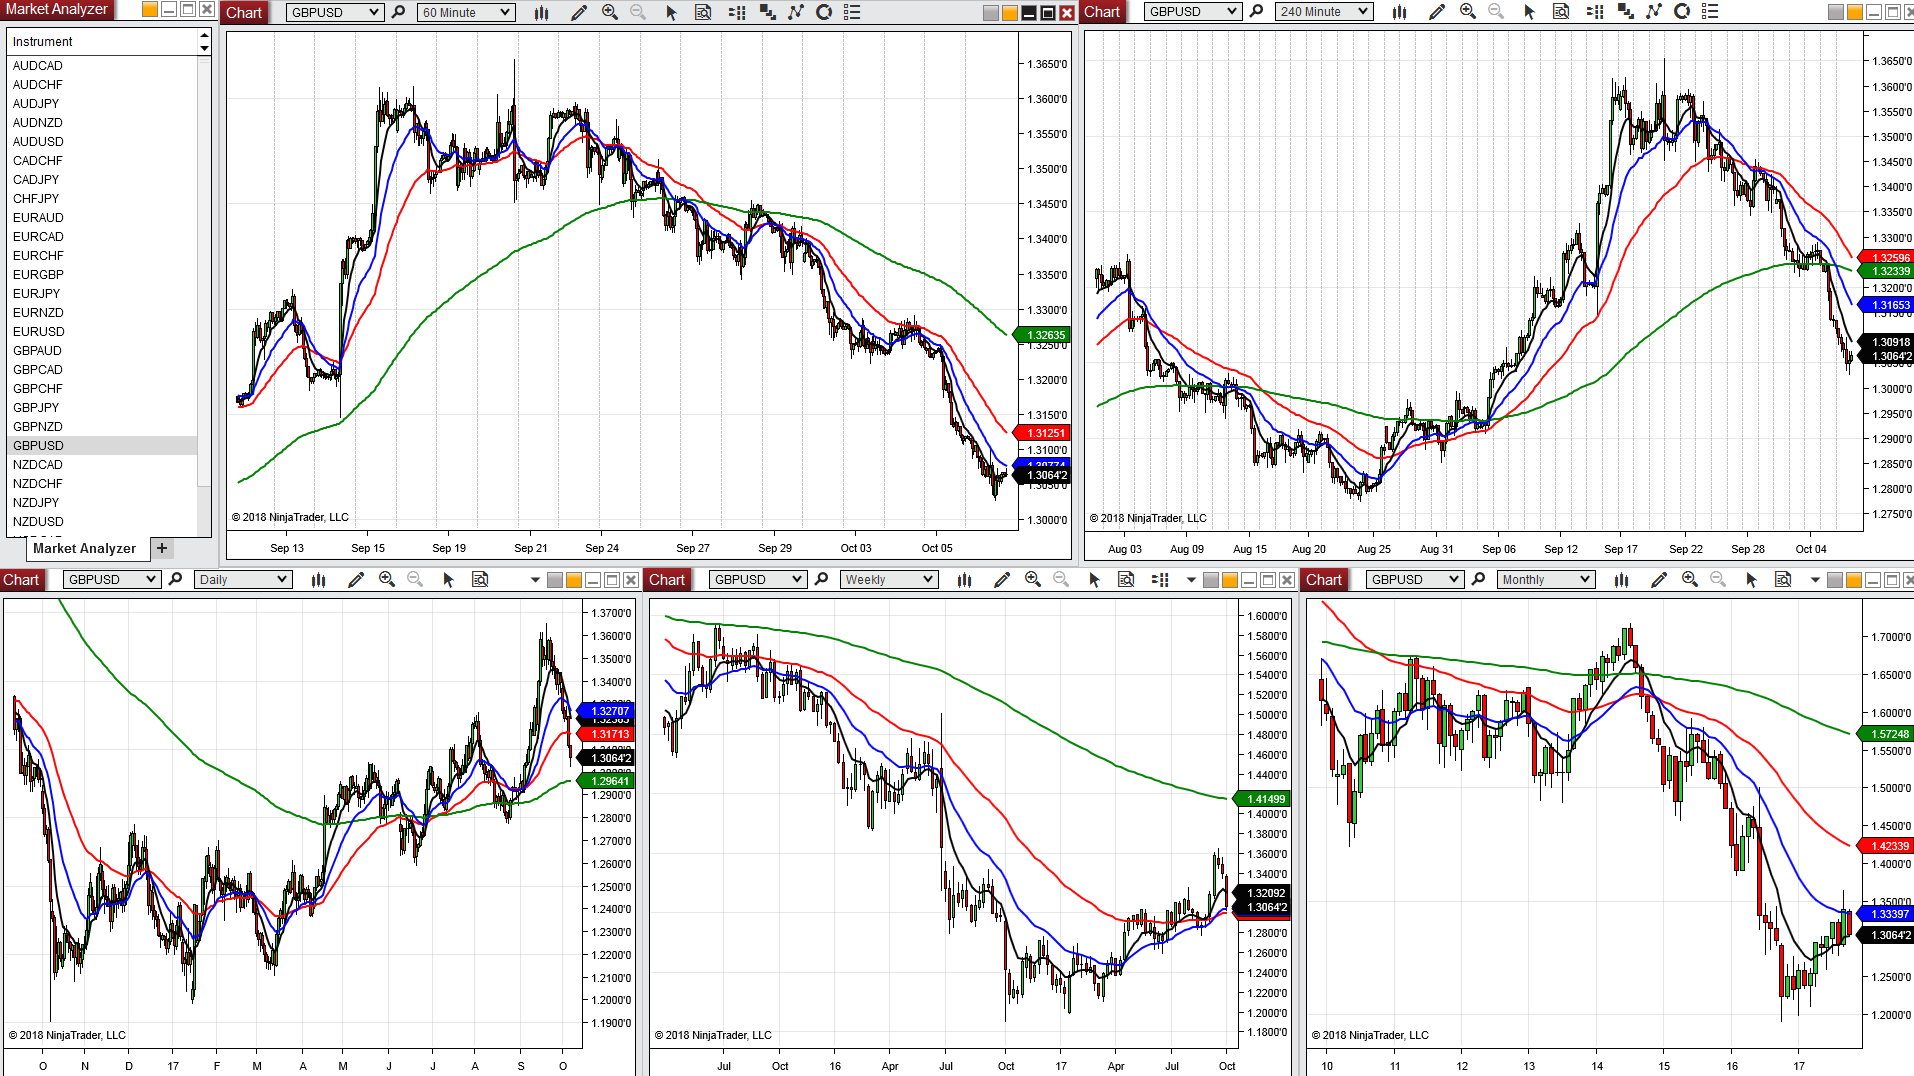 Market Analyzer
Instrument
AUDCAD
AUDCHF
AUDJPY
AUDNZD
AUDUSD
CADCHF
CADJPY
CHFJPY
EURAUD
EURCAD
EURCHF
EURGBP
EURJPY
EURNZD
EURUSD
GBPAUD
GBPCAD
GBPCHF
GBPJPY
GBPNZD
GBPUSD
NZDCAD
NZDCHF
NZDJPY
NZDUSD
Market Analyzer +
Chart GBPUSD 60 Minute
1.3650'0
1.3600'0
1.3550'0
1.3500'0
1.3450'0
1.3400'0
1.3350'0
1.3300'0
1.32635
1.3250'0
1.3200'0
1.3150'0
1.31251
1.3100'0
1.3064'2
1.3000'0
© 2018 NinjaTrader, LLC
Sep 13 Sep 15 Sep 19 Sep 21 Sep 24 Sep 27 Sep 29 Oct 03 Oct 05
Chart GBPUSD 240 Minute
1.3650'0
1.3600'0
1.3550'0
1.3500'0
1.3450'0
1.3400'0
1.3350'0
1.3300'0
1.32596
1.32339
1.3200'0
1.31653
1.30918
1.3064'2
1.3000'0
1.2950'0
1.2900'0
1.2850'0
1.2800'0
1.2750'0
© 2018 NinjaTrader, LLC
Aug 03 Aug 09 Aug 15 Aug 20 Aug 25 Aug 31 Sep 06 Sep 12 Sep 17 Sep 22 Sep 28 Oct 04
Chart GBPUSD Daily
1.3700'0
1.3600'0
1.3500'0
1.3400'0
1.32707
1.31713
1.3064'2
1.29641
1.2900'0
1.2800'0
1.2700'0
1.2600'0
1.2500'0
1.2400'0
1.2300'0
1.2200'0
1.2100'0
1.2000'0
1.1900'0
© 2018 NinjaTrader, LLC
O N D 17 F M A M J J A S O
Chart GBPUSD Weekly
1.6000'0
1.5800'0
1.5600'0
1.5400'0
1.5200'0
1.5000'0
1.4800'0
1.4600'0
1.4400'0
1.41499
1.4000'0
1.3800'0
1.3600'0
1.3400'0
1.32092
1.3064'2
1.2800'0
1.2600'0
1.2400'0
1.2200'0
1.2000'0
1.1800'0
© 2018 NinjaTrader, LLC
Jul Oct 16 Apr Jul Oct 17 Apr Jul Oct
Chart GBPUSD Monthly
1.7000'0
1.6500'0
1.6000'0
1.57248
1.5500'0
1.5000'0
1.4500'0
1.42339
1.4000'0
1.3500'0
1.33397
1.3064'2
1.2500'0
1.2000'0
© 2018 NinjaTrader, LLC
10 11 12 13 14 15 16 17